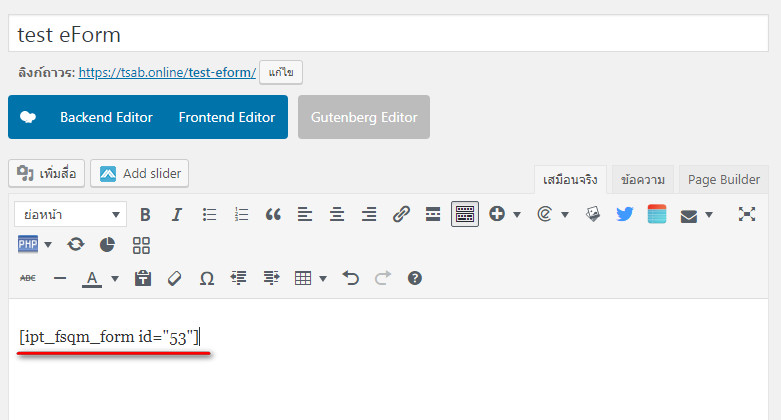 test eForm
ลิงก์ถาวร: https://tsab.online/test-eform/ แก้ไข
Backend Editor Frontend Editor Gutenberg Editor
เพิ่มสื่อ Add slider เสมือนจริง ข้อความ Page Builder
ย่อหน้า B I
PHP
ABC A Ω
[ipt_fsqm_form id="53"]